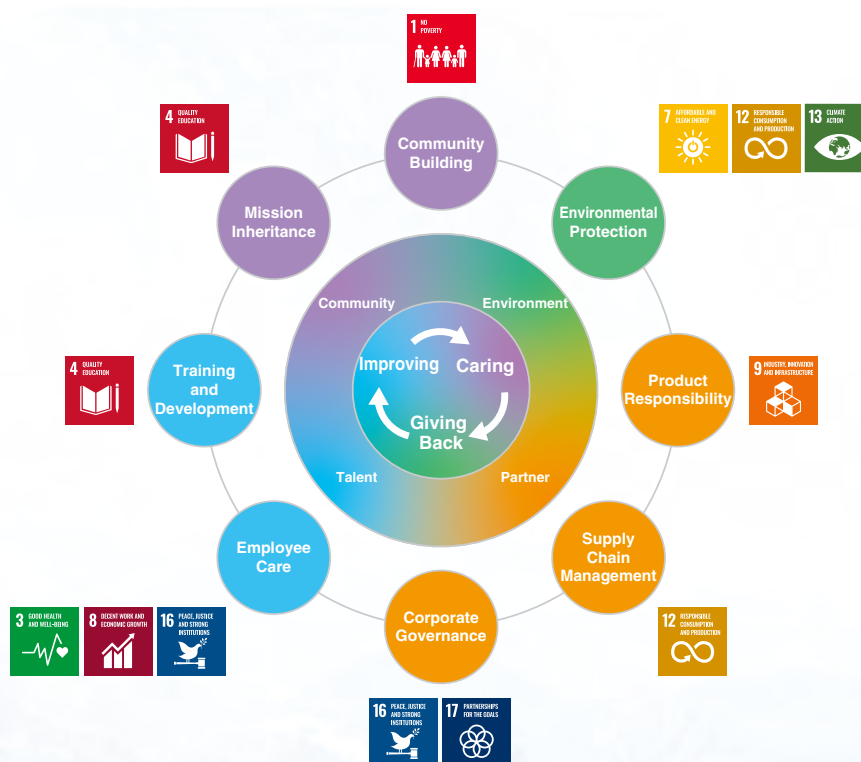 1 NO
POVERTY
Community
Building
4 QUALITY
EDUCATION
Mission
Inheritance
7 AFFORDABLE AND
CLEAN ENERGY
12 RESPONSIBLE
CONSUMPTION
AND PRODUCTION
13 CLIMATE
ACTION
Environmental
Protection
Community
Environment
Improving
Caring
Giving
Back
Talent
Partner
4 QUALITY
EDUCATION
Training
and
Development
Product
Responsibility
9 INDUSTRY, INNOVATION
AND INFRASTRUCTURE
Employee
Care
Supply
Chain
Management
3 GOOD HEALTH
AND WELL-BEING
8 DECENT WORK AND
ECONOMIC GROWTH
16 PEACE, JUSTICE
AND STRONG
INSTITUTIONS
Corporate
Governance
12 RESPONSIBLE
CONSUMPTION
AND PRODUCTION
16 PEACE, JUSTICE
AND STRONG
INSTITUTIONS
17 PARTNERSHIPS
FOR THE GOALS